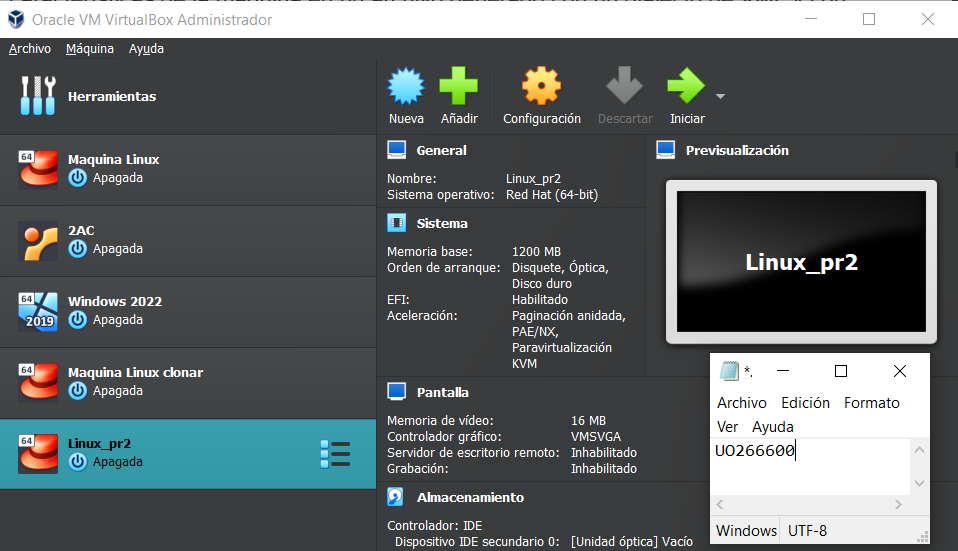 Oracle VM VirtualBox Administrador
Archivo Máquina Ayuda
Herramientas
Nueva Añadir Configuración Descartar Iniciar
64
Maquina Linux
Apagada
2AC
Apagada
64
2019
Windows 2022
Apagada
64
Maquina Linux clonar
Apagada
64
Linux_pr2
Apagada
General
Nombre: Linux_pr2
Sistema operativo: Red Hat (64-bit)
Sistema
Memoria base: 1200 MB
Orden de arranque: Disquete, Óptica,
Disco duro
EFI: Habilitado
Aceleración: Paginación anidada,
PAE/NX,
Paravirtualización
KVM
Pantalla
Memoria de vídeo: 16 MB
Controlador gráfico: VMSVGA
Servidor de escritorio remoto: Inhabilitado
Grabación: Inhabilitado
Almacenamiento
Controlador: IDE
Dispositivo IDE secundario 0: [Unidad óptica] Vacío
Previsualización
Linux_pr2
*.
Archivo Edición Formato
Ver Ayuda
UO266600
Windows UTF-8